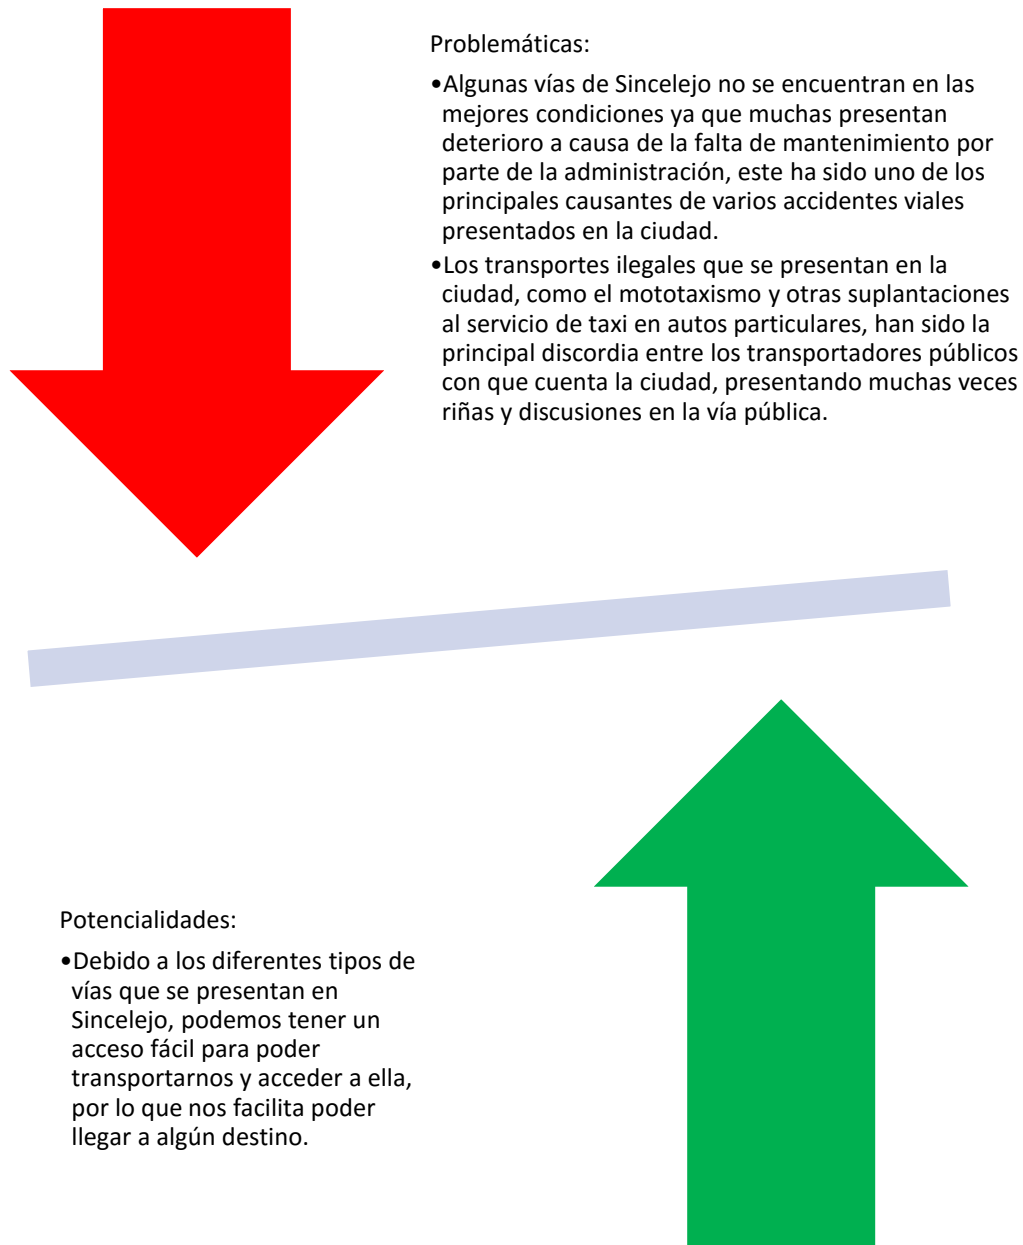 Problemáticas:
•Algunas vías de Sincelejo no se encuentran en las
mejores condiciones ya que muchas presentan
deterioro a causa de la falta de mantenimiento por
parte de la administración, este ha sido uno de los
principales causantes de varios accidentes viales
presentados en la ciudad.
•Los transportes ilegales que se presentan en la
ciudad, como el mototaxismo y otras suplantaciones
al servicio de taxi en autos particulares, han sido la
principal discordia entre los transportadores públicos
con que cuenta la ciudad, presentando muchas veces
riñas y discusiones en la vía pública.
Potencialidades:
•Debido a los diferentes tipos de
vías que se presentan en
Sincelejo, podemos tener un
acceso fácil para poder
transportarnos y acceder a ella,
por lo que nos facilita poder
llegar a algún destino.